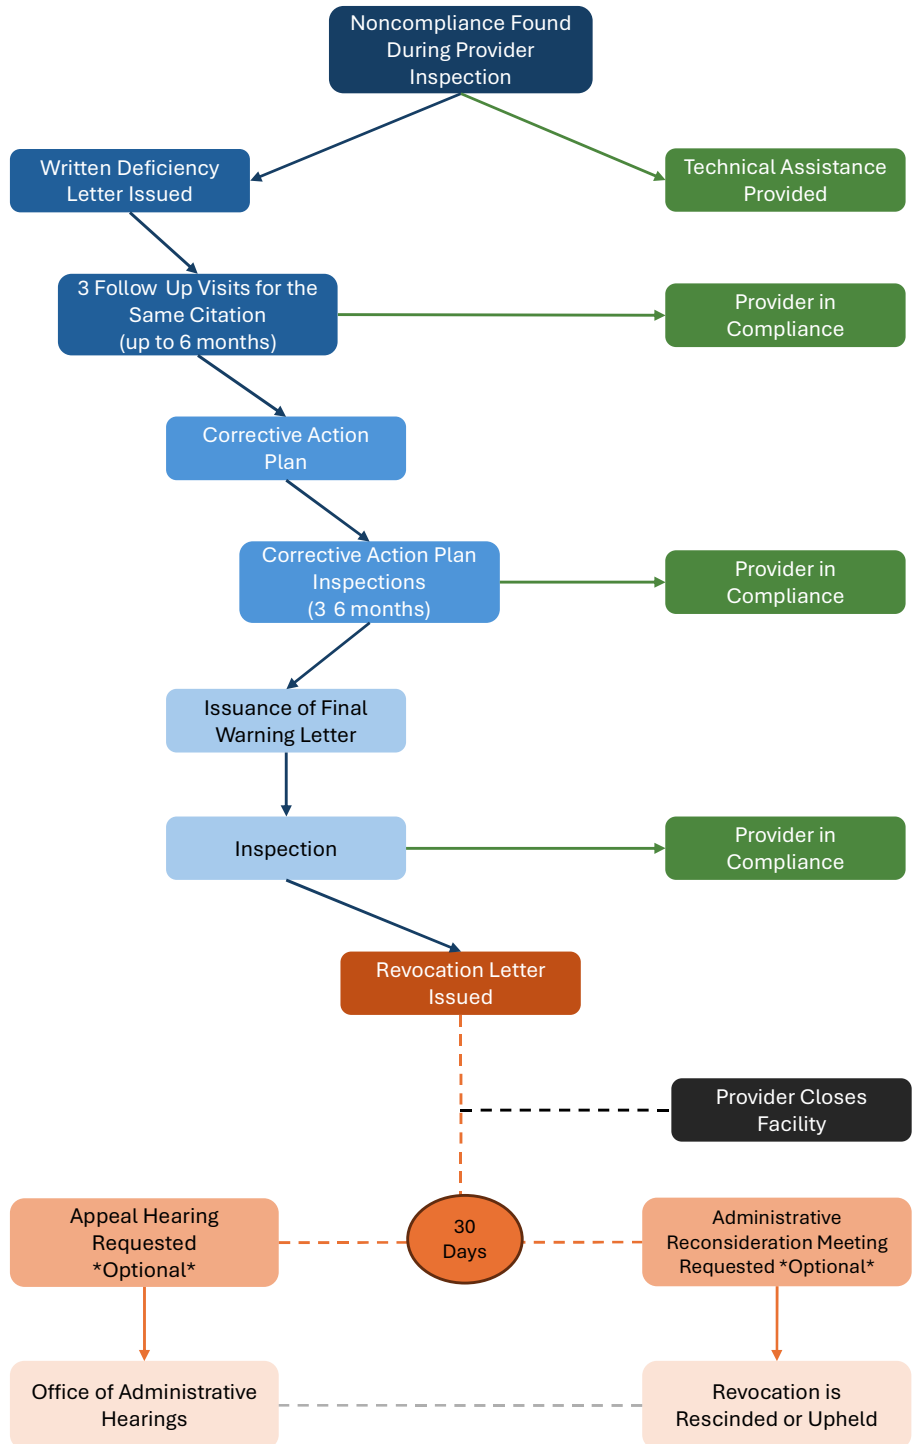 Noncompliance Found
During Provider
Inspection
Written Deficiency
Letter Issued
Technical Assistance
Provided
3 Follow Up Visits for the
Same Citation
(up to 6 months)
Provider in
Compliance
Corrective Action
Plan
Corrective Action Plan
Inspections
(3 6 months)
Provider in
Compliance
Issuance of Final
Warning Letter
Inspection
Provider in
Compliance
Revocation Letter
Issued
Provider Closes
Facility
30
Days
Appeal Hearing
Requested
*Optional*
Administrative
Reconsideration Meeting
Requested *Optional*
Office of Administrative
Hearings
Revocation is
Rescinded or Upheld